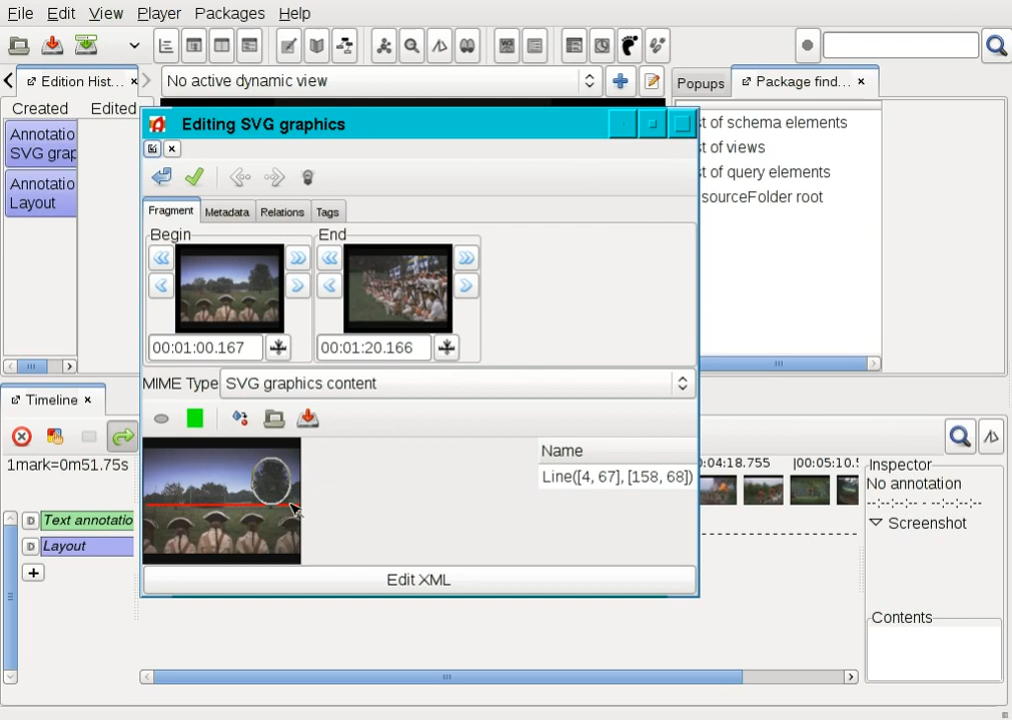 File Edit View Player Packages Help
No active dynamic view
Edition Hist...
Popups
Package find...
Created Edited
Annotatio
SVG grap
Annotatio
Layout
st of schema elements
st of views
st of query elements
sourceFolder root
Editing SVG graphics
Fragment Metadata Relations Tags
Begin
End
00:01:00.167
00:01:20.166
MIME Type SVG graphics content
Name
Line([4, 67], [158, 68])
Edit XML
Timeline
1mark=0m51.75s
:04:18.755 |00:05:10.5
D Text annotatio
D Layout
Inspector
No annotation
--:--:--.- - --:--:--.-
Screenshot
Contents